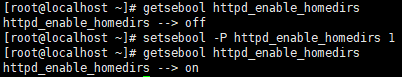 [root@localhost ~]# getsebool httpd_enable_homedirs
httpd_enable_homedirs --> off
[root@localhost ~]# setsebool -P httpd_enable_homedirs 1
[root@localhost ~]# getsebool httpd_enable_homedirs
httpd_enable_homedirs --> on